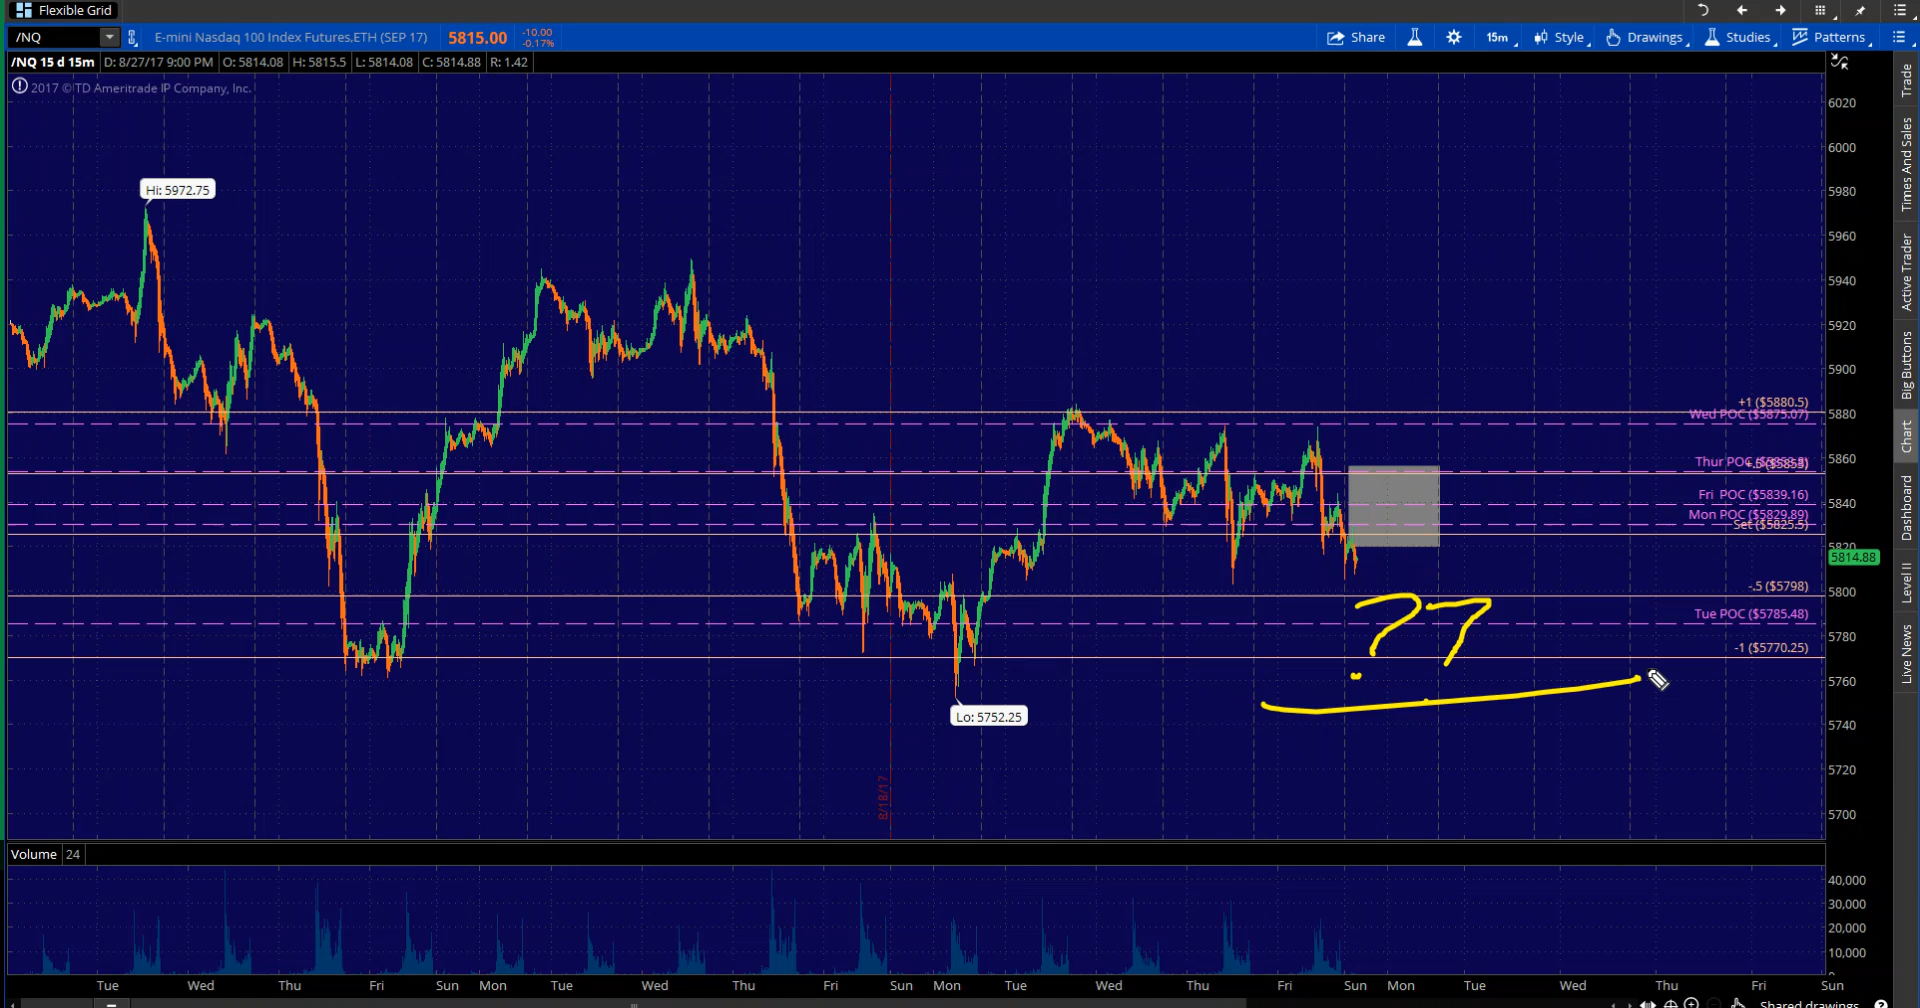 Flexible Grid
/NQ E-mini Nasdaq 100 Index Futures,ETH (SEP 17) 5815.00 -10.00 -0.17% Share 15m Style Drawings Studies Patterns
/NQ 15 d 15m D: 8/27/17 9:00 PM O: 5814.08 H: 5815.5 L: 5814.08 C: 5814.88 R: 1.42
2017 © TD Ameritrade IP Company, Inc.
Hi: 5972.75
Lo: 5752.25
8/18/17
??
+1 ($5880.5)
Wed POC ($5875.07)
Thur POC
Fri POC ($5839.16)
Mon POC ($5829.89)
Set ($5825.5)
-.5 ($5798)
Tue POC ($5785.48)
-1 ($5770.25)
6020
6000
5980
5960
5940
5920
5900
5880
5860
5840
5820
5814.88
5800
5780
5760
5740
5720
5700
Trade
Times And Sales
Active Trader
Big Buttons
Chart
Dashboard
Level II
Live News
Volume 24
40,000
30,000
20,000
10,000
Tue Wed Thu Fri Sun Mon Tue Wed Thu Fri Sun Mon Tue Wed Thu Fri Sun Mon Tue Wed Thu Fri Sun
Shared drawings